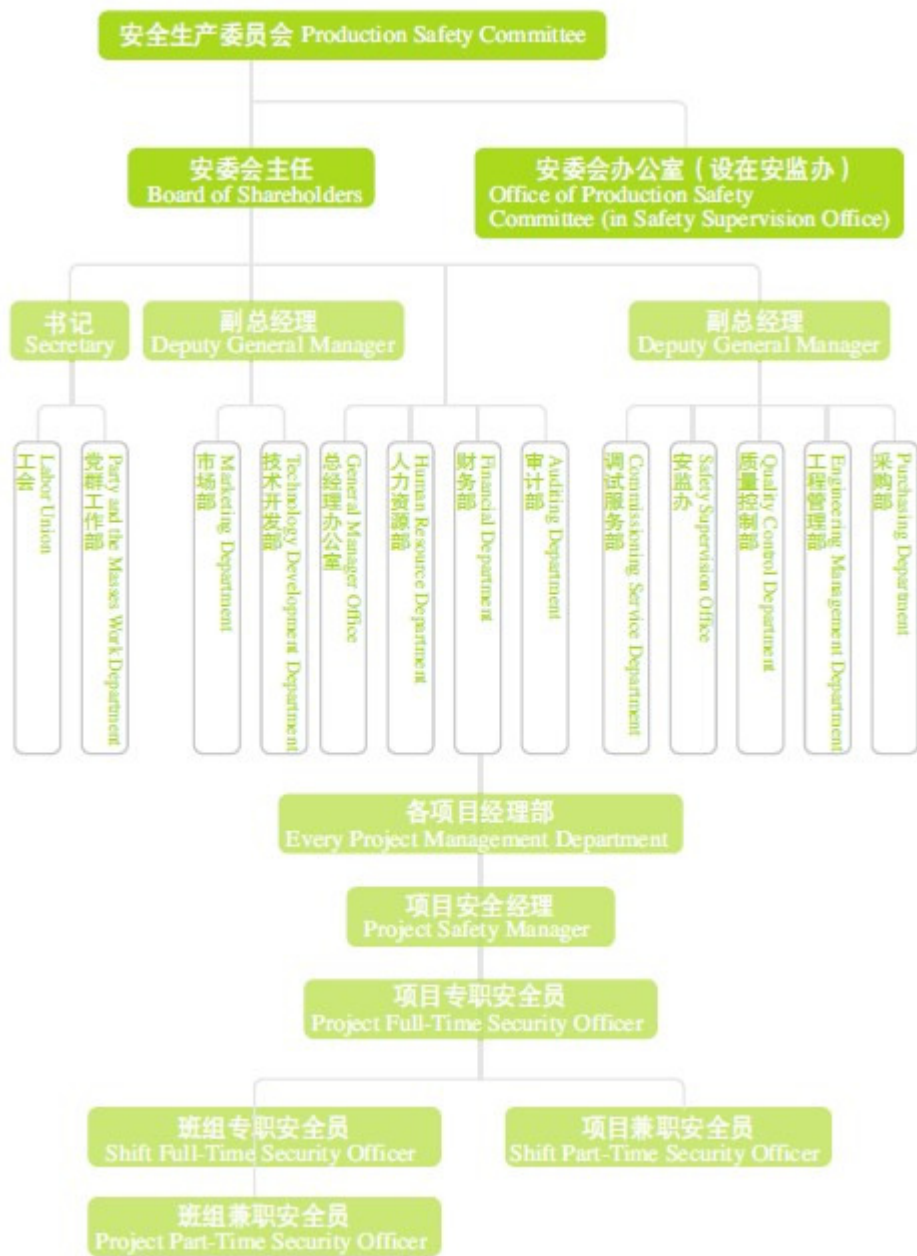 安全生产委员会 Production Safety Committee
安委会主任
Board of Shareholders
安委会办公室（设在安监办）
Office of Production Safety
Committee (in Safety Supervision Office)
书记
Secretary
副总经理
Deputy General Manager
副总经理
Deputy General Manager
工会
Labor Union
党群工作部
Party and the Masses Work Department
市场部
Marketing Department
技术开发部
Technology Development Department
总经理办公室
General Manager Office
人力资源部
Human Resource Department
财务部
Financial Department
审计部
Auditing Department
调试服务部
Commissioning Service Department
安监办
Safety Supervision Office
质量控制部
Quality Control Department
工程管理部
Engineering Management Department
采购部
Purchasing Department
各项目经理部
Every Project Management Department
项目安全经理
Project Safety Manager
项目专职安全员
Project Full-Time Security Officer
班组专职安全员
Shift Full-Time Security Officer
项目兼职安全员
Shift Part-Time Security Officer
班组兼职安全员
Project Part-Time Security Officer